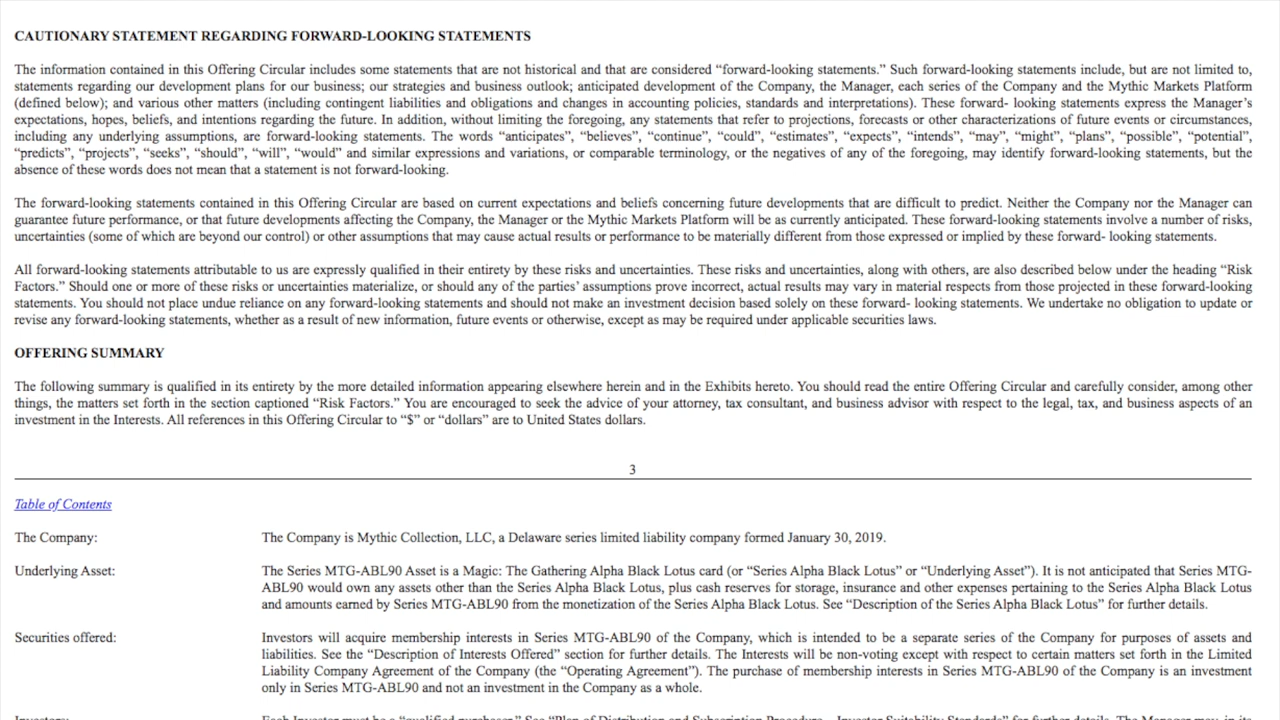 CAUTIONARY STATEMENT REGARDING FORWARD-LOOKING STATEMENTS
The information contained in this Offering Circular includes some statements that are not historical and that are considered “forward-looking statements.” Such forward-looking statements include, but are not limited to,
statements regarding our development plans for our business; our strategies and business outlook; anticipated development of the Company, the Manager, each series of the Company and the Mythic Markets Platform
(defined below); and various other matters (including contingent liabilities and obligations and changes in accounting policies, standards and interpretations). These forward- looking statements express the Manager’s
expectations, hopes, beliefs, and intentions regarding the future. In addition, without limiting the foregoing, any statements that refer to projections, forecasts or other characterizations of future events or circumstances,
including any underlying assumptions, are forward-looking statements. The words “anticipates”, “believes”, “continue”, “could”, “estimates”, “expects”, “intends”, “may”, “might”, “plans”, “possible”, “potential”,
“predicts”, “projects”, “seeks”, “should”, “will”, “would” and similar expressions and variations, or comparable terminology, or the negatives of any of the foregoing, may identify forward-looking statements, but the
absence of these words does not mean that a statement is not forward-looking.
The forward-looking statements contained in this Offering Circular are based on current expectations and beliefs concerning future developments that are difficult to predict. Neither the Company nor the Manager can
guarantee future performance, or that future developments affecting the Company, the Manager or the Mythic Markets Platform will be as currently anticipated. These forward-looking statements involve a number of risks,
uncertainties (some of which are beyond our control) or other assumptions that may cause actual results or performance to be materially different from those expressed or implied by these forward- looking statements.
All forward-looking statements attributable to us are expressly qualified in their entirety by these risks and uncertainties. These risks and uncertainties, along with others, are also described below under the heading “Risk
Factors.” Should one or more of these risks or uncertainties materialize, or should any of the parties’ assumptions prove incorrect, actual results may vary in material respects from those projected in these forward-looking
statements. You should not place undue reliance on any forward-looking statements and should not make an investment decision based solely on these forward- looking statements. We undertake no obligation to update or
revise any forward-looking statements, whether as a result of new information, future events or otherwise, except as may be required under applicable securities laws.
OFFERING SUMMARY
The following summary is qualified in its entirety by the more detailed information appearing elsewhere herein and in the Exhibits hereto. You should read the entire Offering Circular and carefully consider, among other
things, the matters set forth in the section captioned “Risk Factors.” You are encouraged to seek the advice of your attorney, tax consultant, and business advisor with respect to the legal, tax, and business aspects of an
investment in the Interests. All references in this Offering Circular to “$” or “dollars” are to United States dollars.
3
Table of Contents
The Company: The Company is Mythic Collection, LLC, a Delaware series limited liability company formed January 30, 2019.
Underlying Asset: The Series MTG-ABL90 Asset is a Magic: The Gathering Alpha Black Lotus card (or “Series Alpha Black Lotus” or “Underlying Asset”). It is not anticipated that Series MTG-
ABL90 would own any assets other than the Series Alpha Black Lotus, plus cash reserves for storage, insurance and other expenses pertaining to the Series Alpha Black Lotus
and amounts earned by Series MTG-ABL90 from the monetization of the Series Alpha Black Lotus. See “Description of the Series Alpha Black Lotus” for further details.
Securities offered: Investors will acquire membership interests in Series MTG-ABL90 of the Company, which is intended to be a separate series of the Company for purposes of assets and
liabilities. See the “Description of Interests Offered” section for further details. The Interests will be non-voting except with respect to certain matters set forth in the Limited
Liability Company Agreement of the Company (the “Operating Agreement”). The purchase of membership interests in Series MTG-ABL90 of the Company is an investment
only in Series MTG-ABL90 and not an investment in the Company as a whole.
Each Investor must be a “qualified purchaser.” See “Plan of Distribution and Subscription Procedure – Investor Suitability Standards” for further details. The Manager may, in its